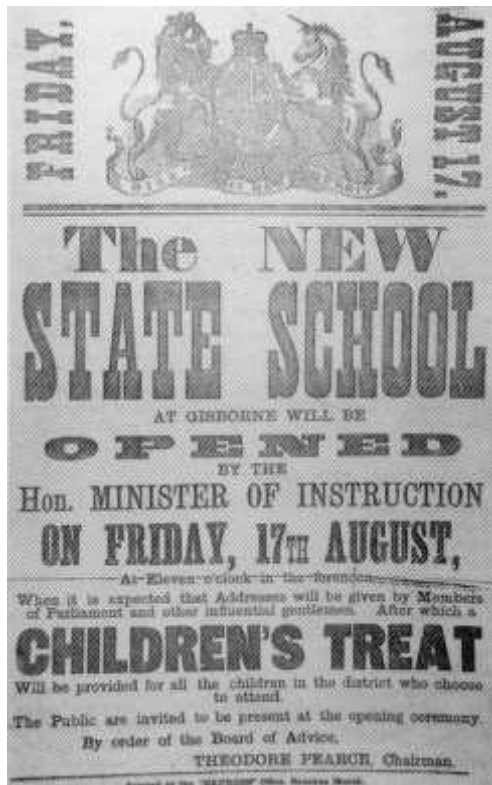 FRIDAY,
AUGUST 17.
The NEW
STATE SCHOOL
AT GISBORNE WILL BE
OPENED
BY THE
Hon. MINISTER OF INSTRUCTION
ON FRIDAY, 17TH AUGUST,
At Eleven o'clock in the forenoon
When it is expected that Addresses will be given by Members
of Parliament and other influential gentlemen. After which a
CHILDREN'S TREAT
Will be provided for all the children in the district who choose
to attend.
The Public are invited to be present at the opening ceremony.
By order of the Board of Advice,
THEODORE PEARCE, Chairman.